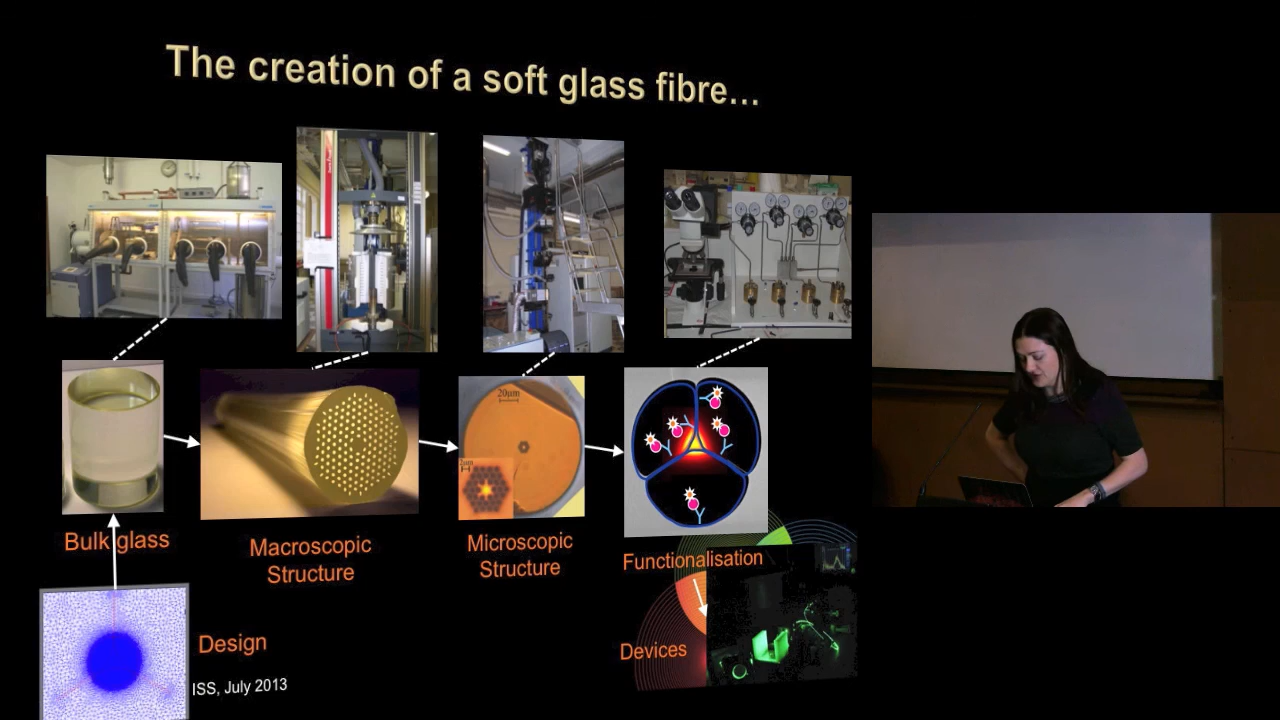 The creation of a soft glass fibre...
20µm
2µm
Bulk glass
Macroscopic
Structure
Microscopic
Structure
Functionalisation
Design
Devices
ISS, July 2013